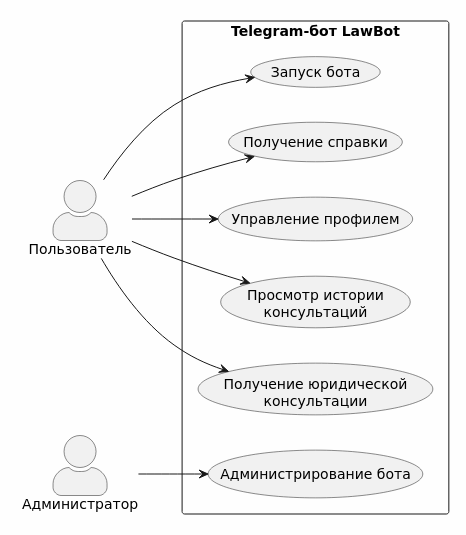 Telegram-бот LawBot
Запуск бота
Получение справки
Управление профилем
Пользователь
Просмотр истории
консультаций
Получение юридической
консультации
Администрирование бота
Администратор